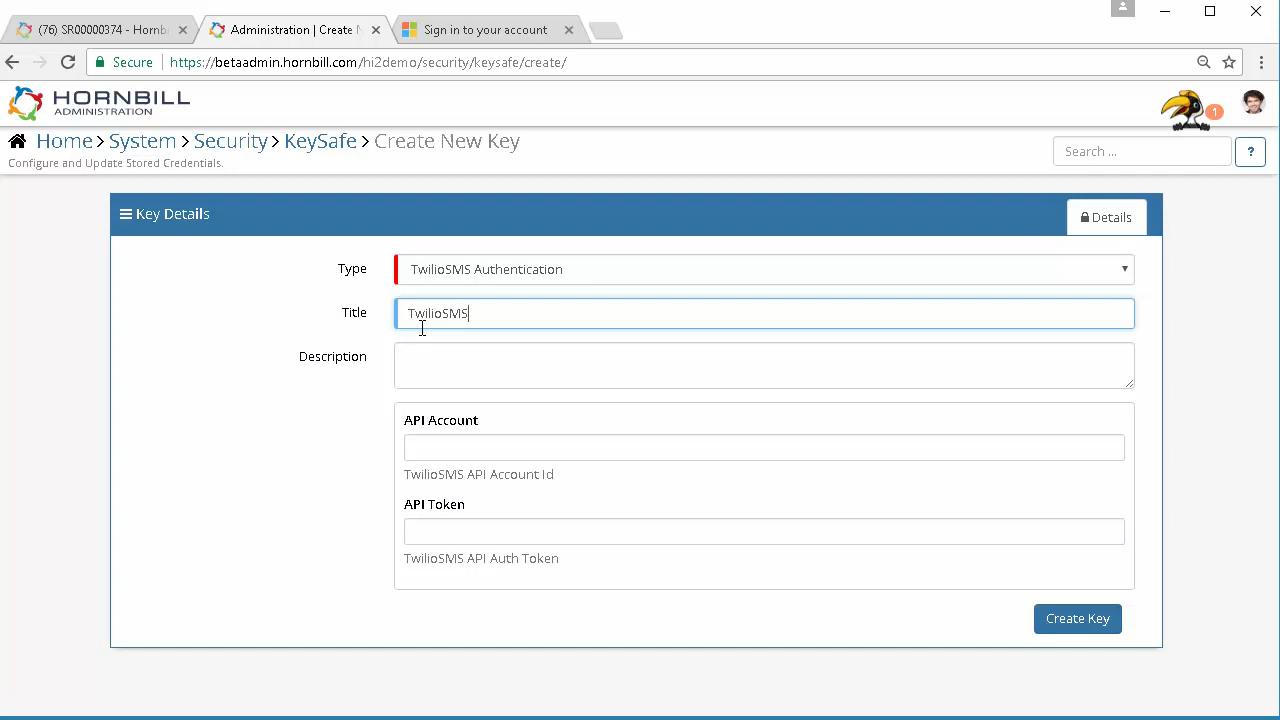 (76) SR00000374 - Hornb
Administration | Create
Sign in to your account
Secure
https://betaadmin.hornbill.com/hi2demo/security/keysafe/create/
HORNBILL
ADMINISTRATION
1
Home > System > Security > KeySafe > Create New Key
Configure and Update Stored Credentials.
Search ...
?
Key Details
Details
Type
TwilioSMS Authentication
Title
TwilioSMS
Description
API Account
TwilioSMS API Account Id
API Token
TwilioSMS API Auth Token
Create Key